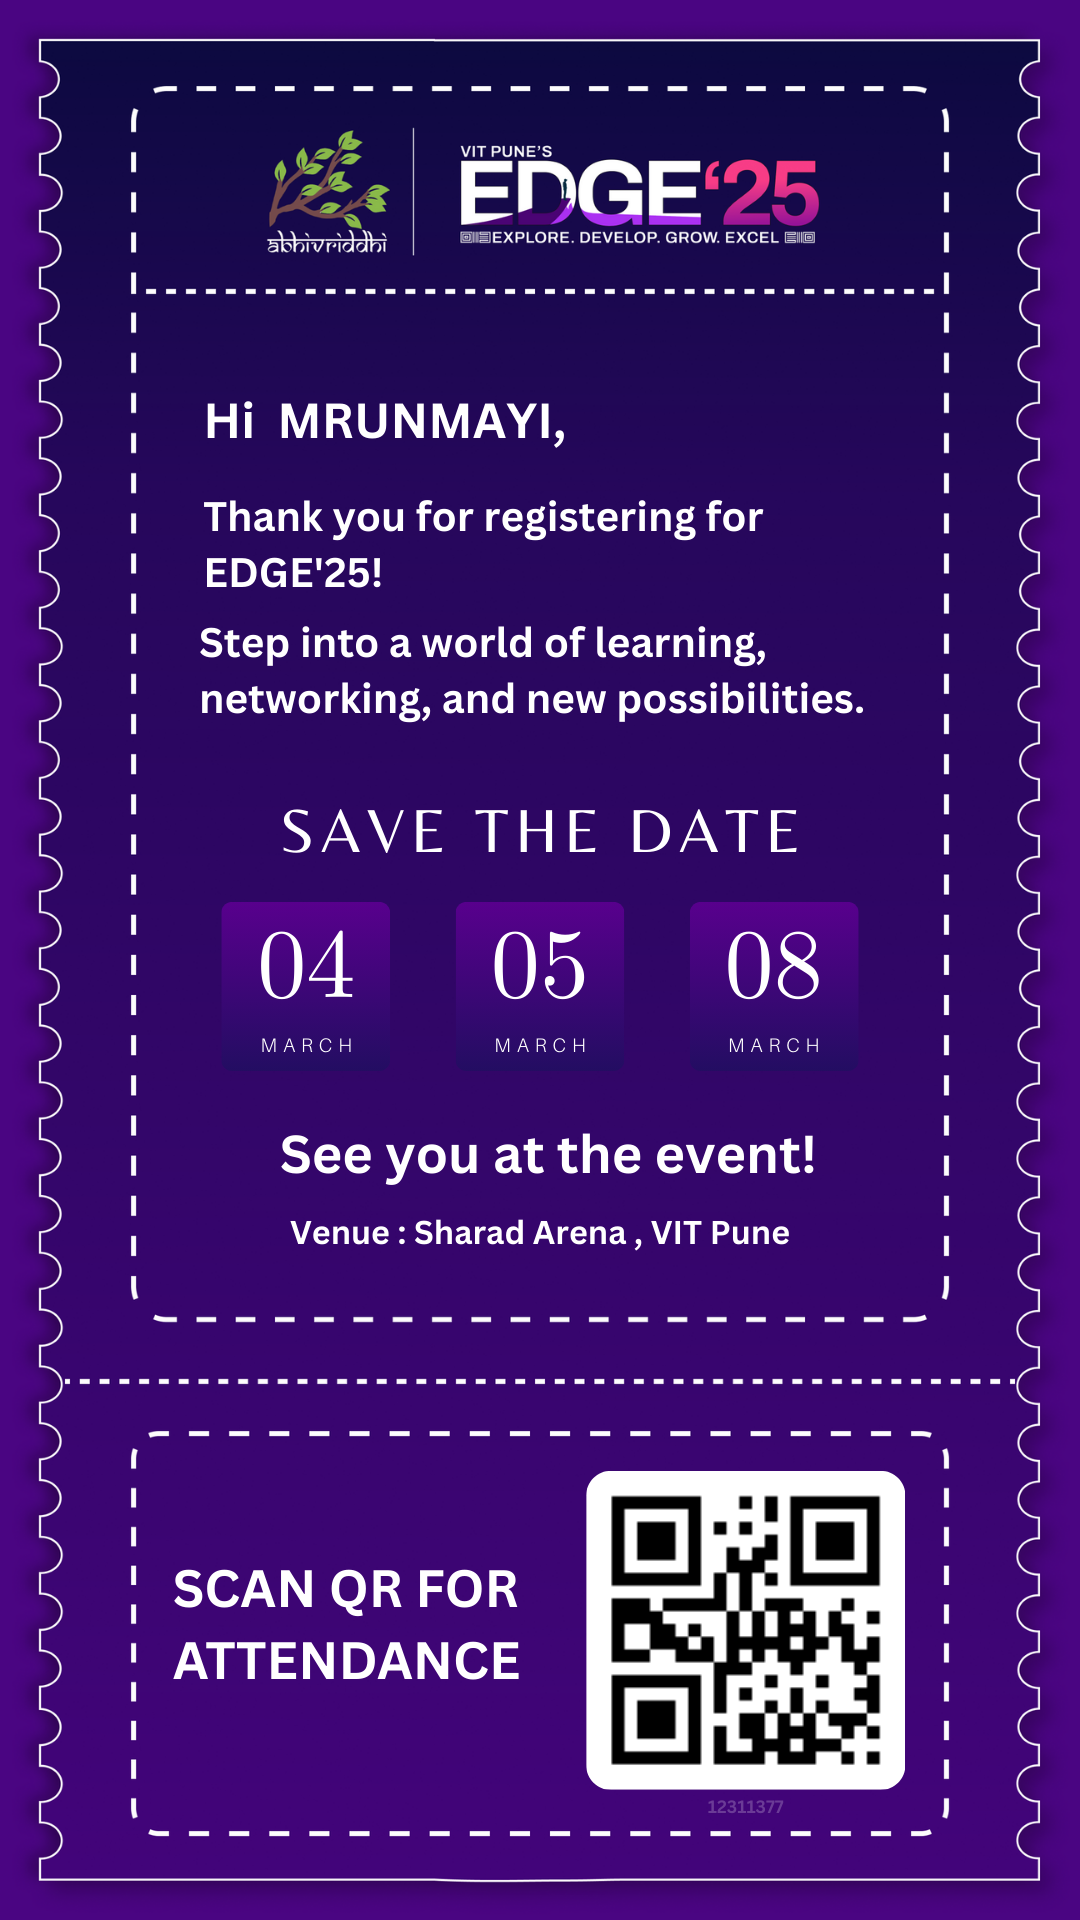 abhivriddhi
VIT PUNE'S
EDGE'25
EXPLORE. DEVELOP. GROW. EXCEL
Hi MRUNMAYI,
Thank you for registering for
EDGE'25!
Step into a world of learning,
networking, and new possibilities.
SAVE THE DATE
04 05 08
MARCH MARCH MARCH
See you at the event!
Venue : Sharad Arena , VIT Pune
SCAN QR FOR
ATTENDANCE
12311377